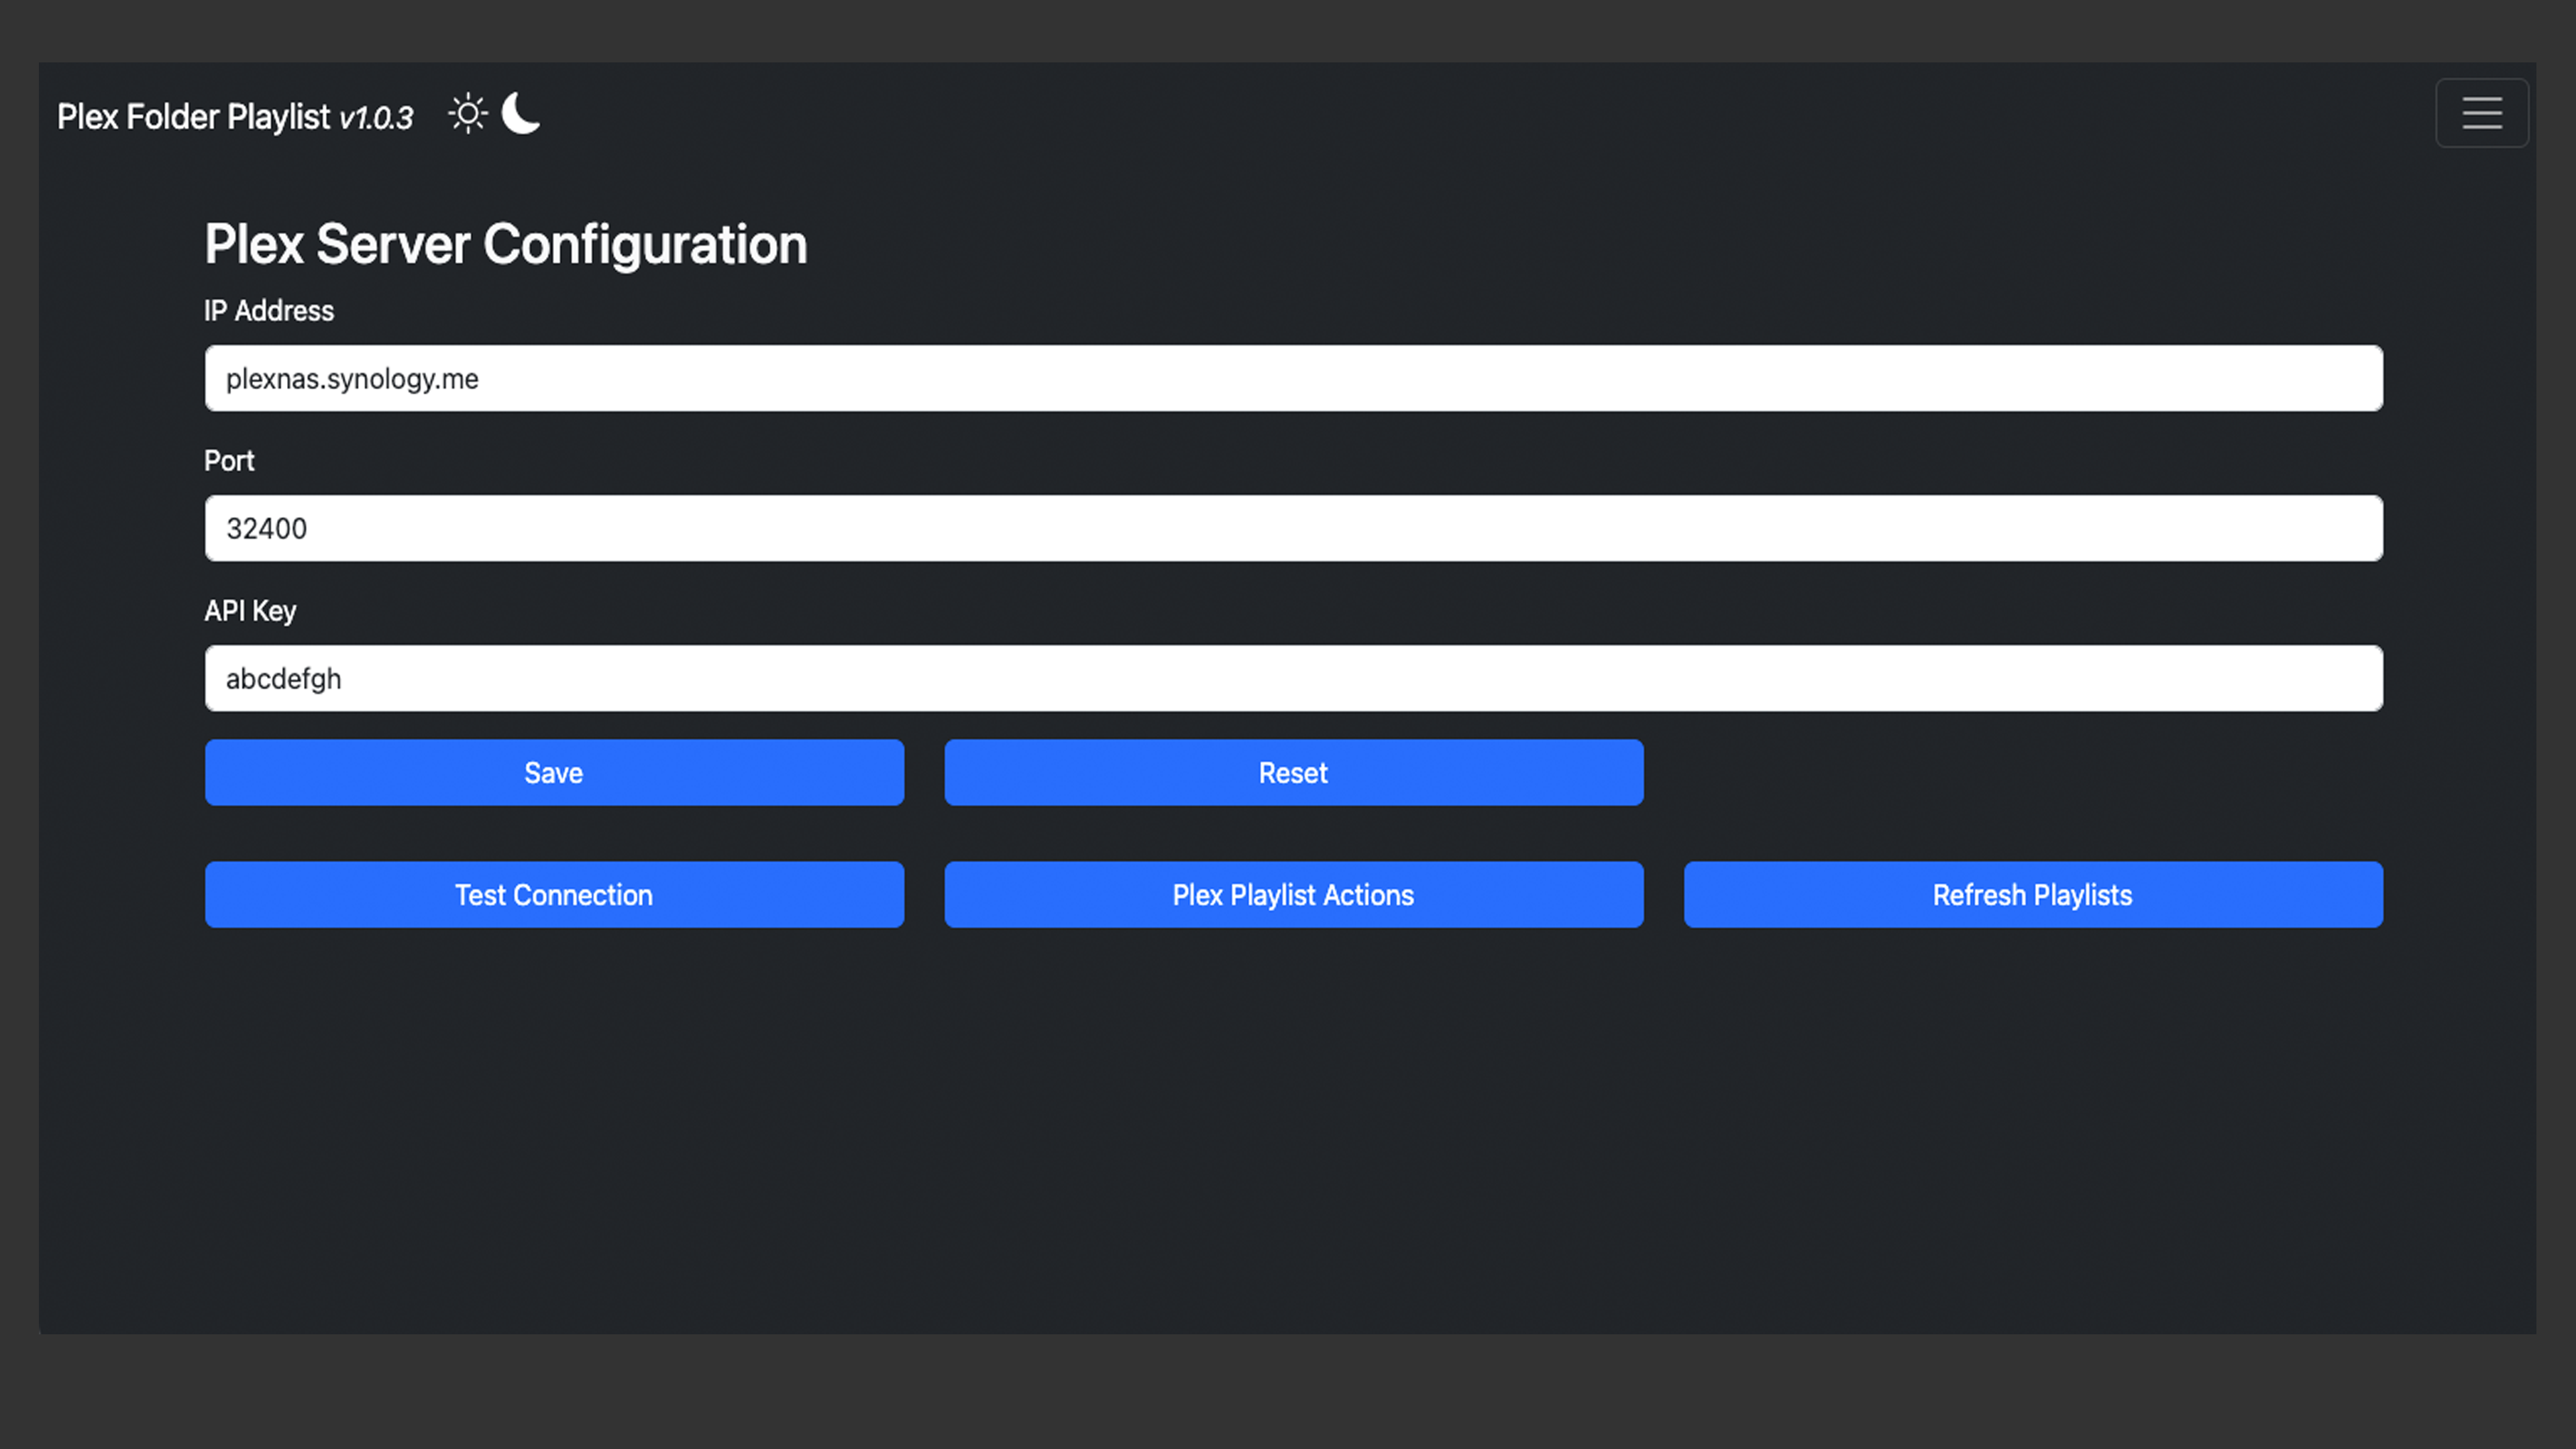 Plex Folder Playlist v1.0.3
Plex Server Configuration
IP Address
plexnas.synology.me
Port
32400
API Key
abcdefgh
Save Reset
Test Connection Plex Playlist Actions Refresh Playlists